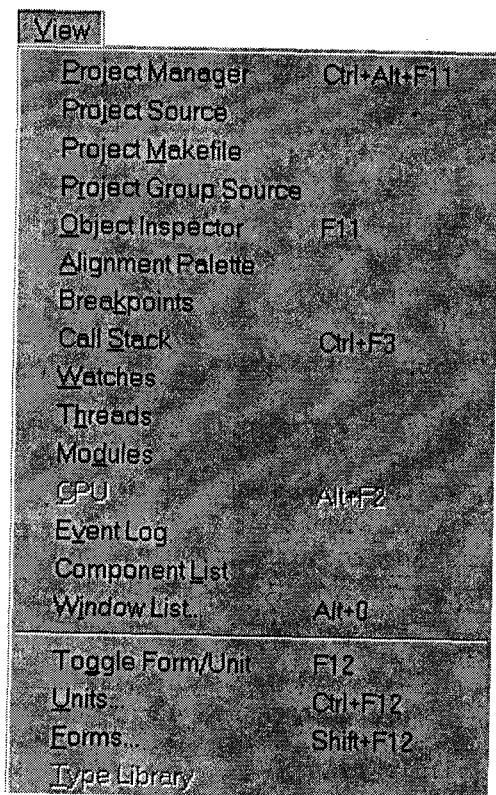 View
Project Manager Ctrl+Alt+F11
Project Source
Project Makefile
Project Group Source
Object Inspector F11
Alignment Palette
Breakpoints
Call Stack Ctrl+F3
Watches
Threads
Modules
CPU Alt+F2
Event Log
Component List
Window List... Alt+0
Toggle Form/Unit F12
Units... Ctrl+F12
Forms... Shift+F12
Type Library